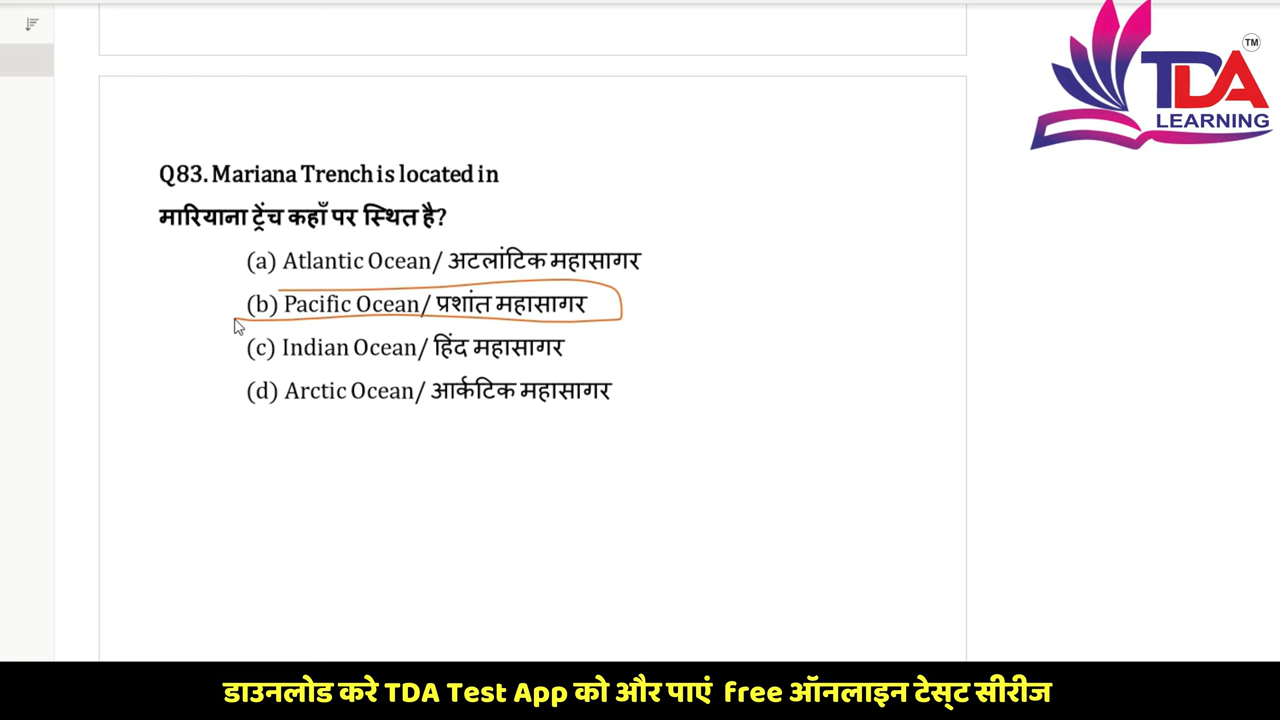 TM
TDA
LEARNING
Q83. Mariana Trench is located in
मारियाना ट्रेंच कहाँ पर स्थित है?
(a) Atlantic Ocean/ अटलांटिक महासागर
(b) Pacific Ocean/ प्रशांत महासागर
(c) Indian Ocean/ हिंद महासागर
(d) Arctic Ocean/ आर्कटिक महासागर
डाउनलोड करे TDA Test App को और पाएं free ऑनलाइन टेस्ट सीरीज